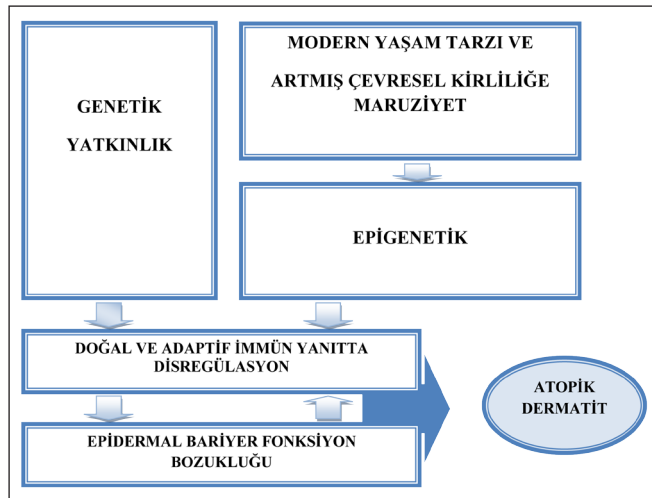 GENETİK
YATKINLIK
MODERN YAŞAM TARZI VE
ARTMIŞ ÇEVRESEL KİRLİLİĞE
MARUZİYET
EPİGENETİK
DOĞAL VE ADAPTİF İMMÜN YANITTA
DİSREGÜLASYON
EPİDERMAL BARİYER FONKSİYON
BOZUKLUĞU
ATOPİK
DERMATİT